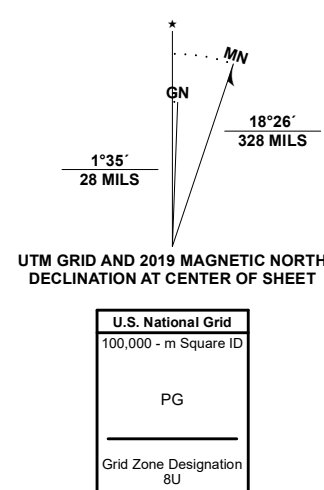 ★
MN
GN
18°26´
328 MILS
1°35´
28 MILS
UTM GRID AND 2019 MAGNETIC NORTH
DECLINATION AT CENTER OF SHEET
U.S. National Grid
100,000 - m Square ID
PG
Grid Zone Designation
8U